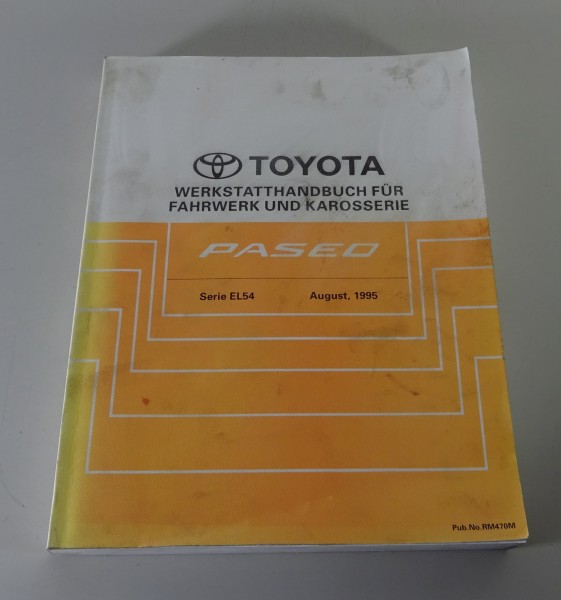 TOYOTA
WERKSTATTHANDBUCH FÜR
FAHRWERK UND KAROSSERIE
PASEO
Serie EL54 August, 1995
Pub.No.RM470M